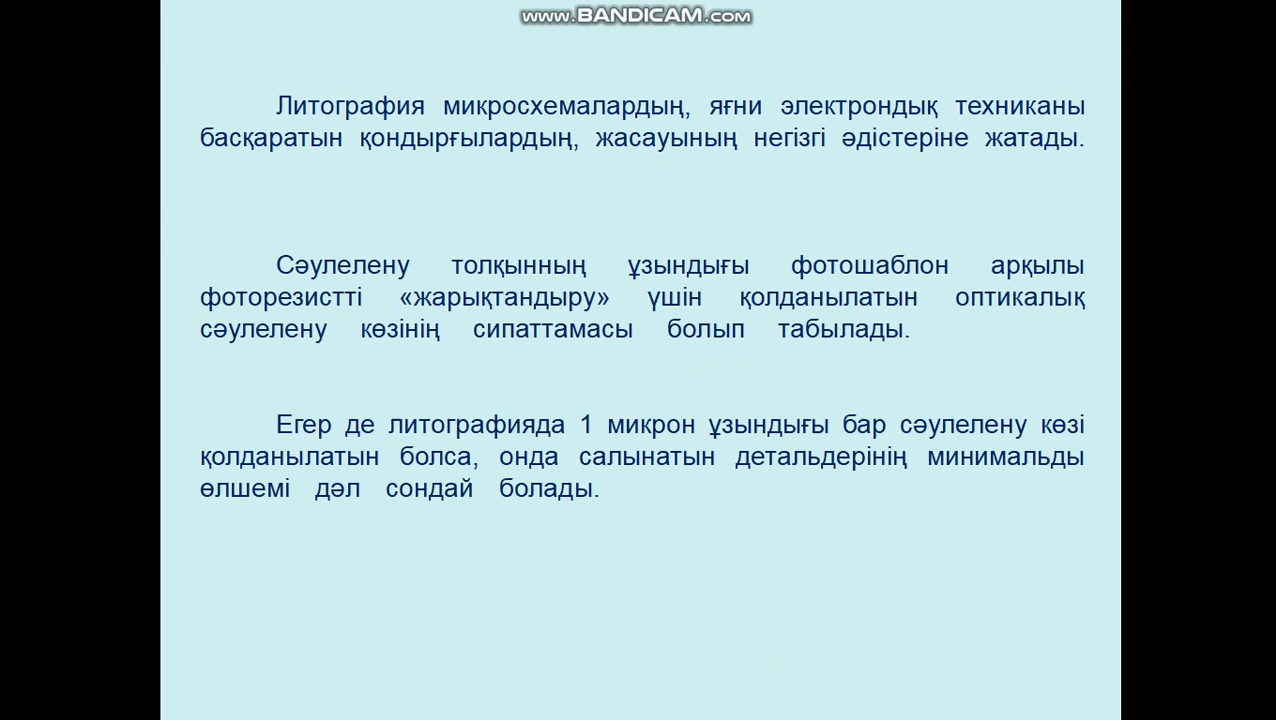 www.BANDICAM.com
Литография микросхемалардың, яғни электрондық техниканы
басқаратын қондырғылардың, жасауының негізгі әдістеріне жатады.
Сәулелену толқынның ұзындығы фотошаблон арқылы
фоторезистті «жарықтандыру» үшін қолданылатын оптикалық
сәулелену көзінің сипаттамасы болып табылады.
Егер де литографияда 1 микрон ұзындығы бар сәулелену көзі
қолданылатын болса, онда салынатын детальдерінің минимальды
өлшемі дәл сондай болады.